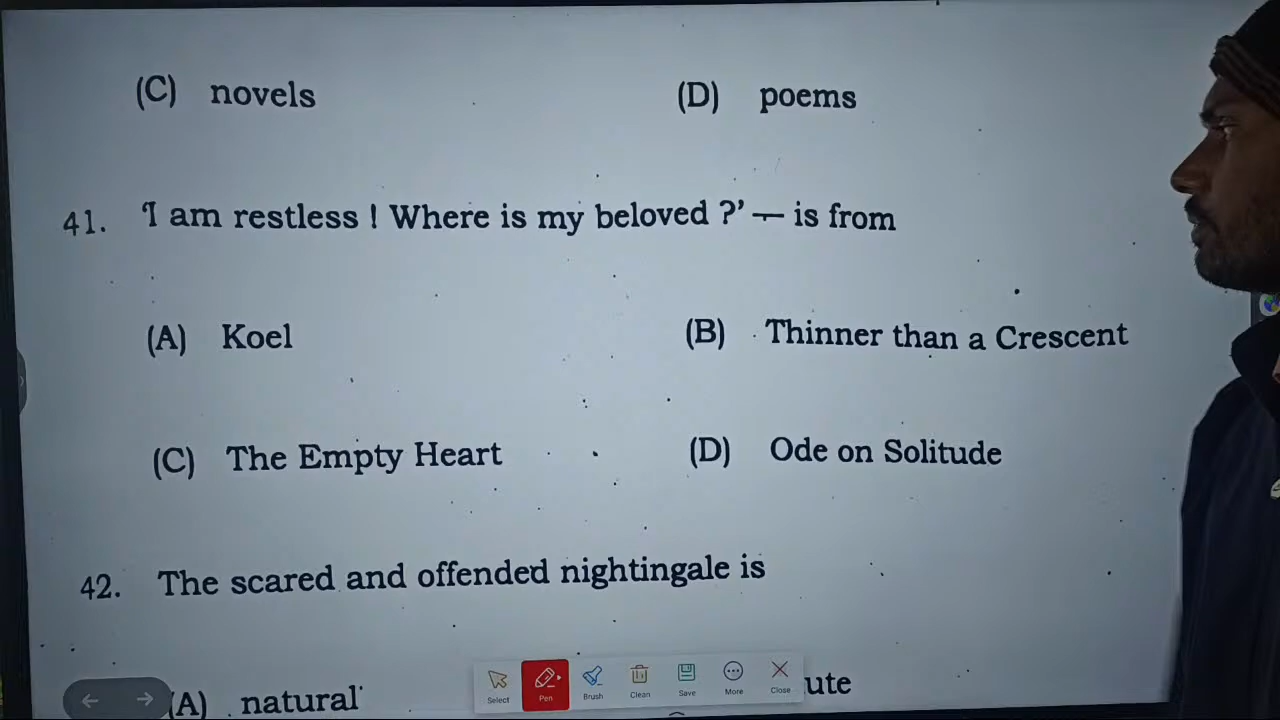 (C) novels (D) poems
41. 'I am restless ! Where is my beloved ?' — is from
(A) Koel (B) Thinner than a Crescent
(C) The Empty Heart (D) Ode on Solitude
42. The scared and offended nightingale is
(A) natural ute
Select Pen Brush Clean Save More Close